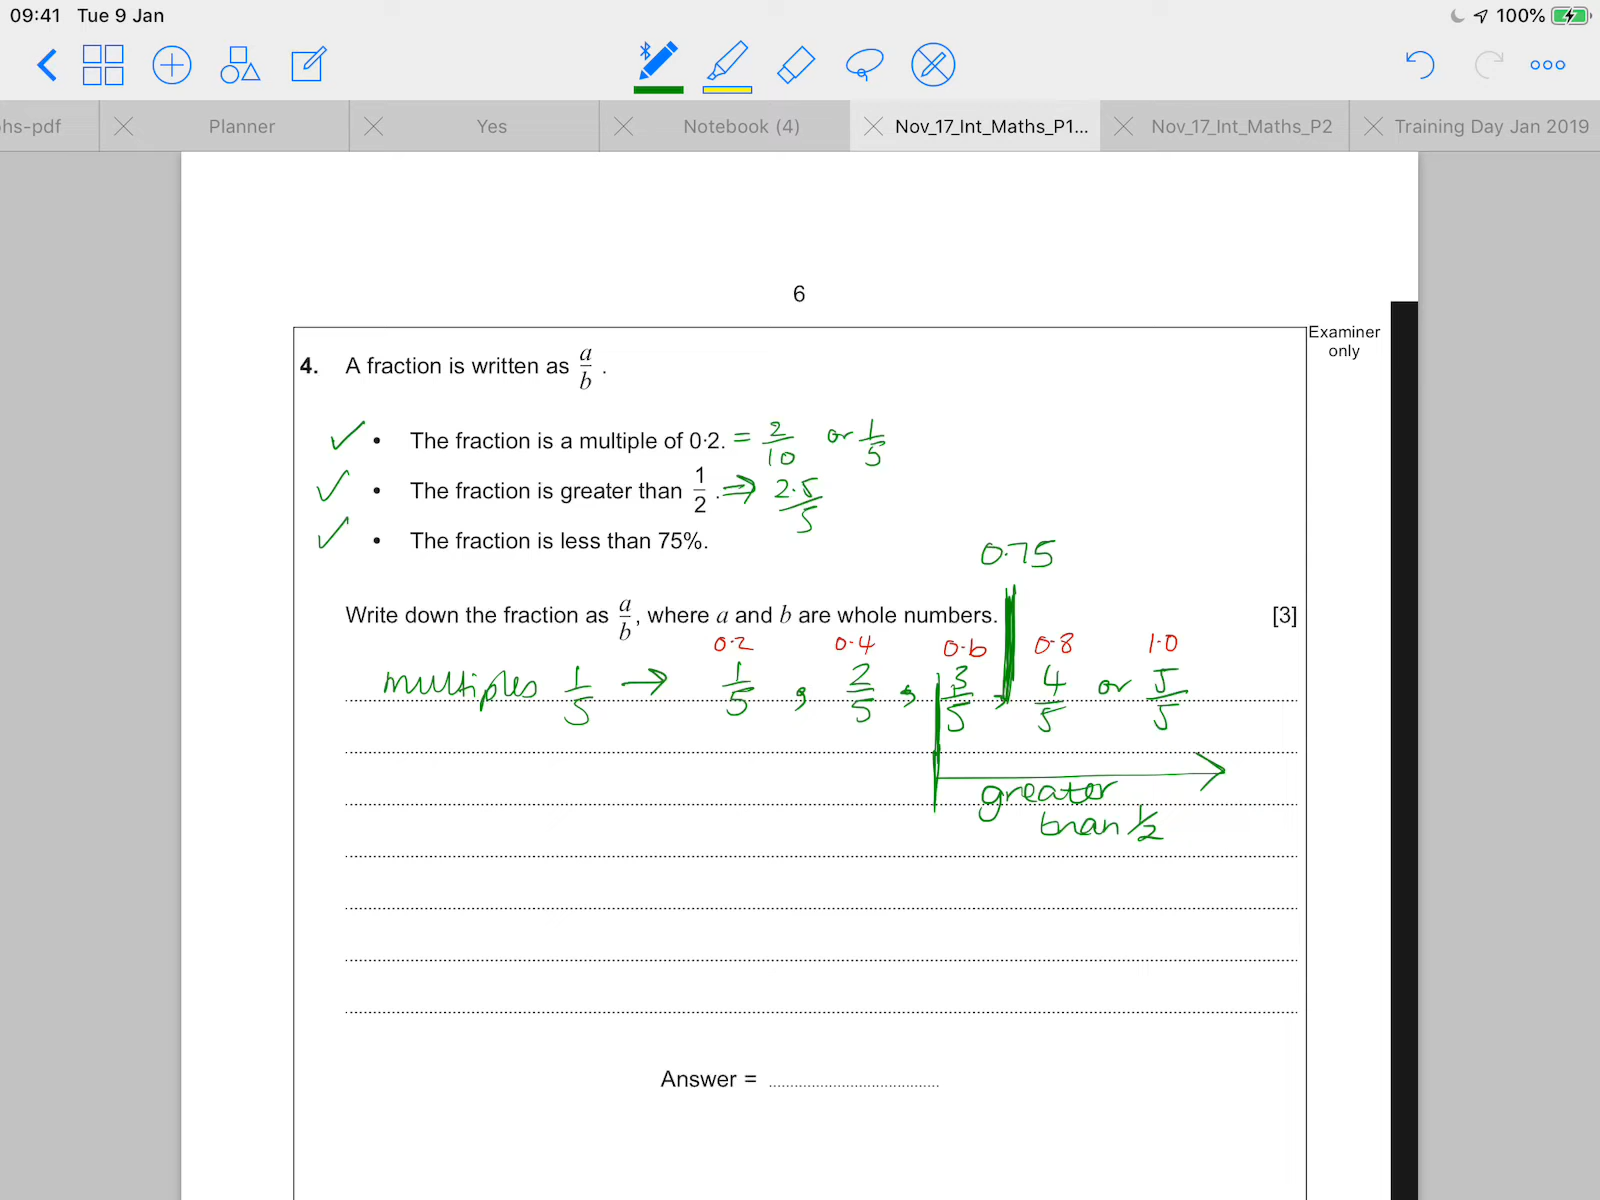 09:41 Tue 9 Jan 100%
hs-pdf Planner Yes Notebook (4) Nov_17_Int_Maths_P1... Nov_17_Int_Maths_P2 Training Day Jan 2019
6
Examiner only
4. A fraction is written as a/b .
✓ • The fraction is a multiple of 0·2. = 2/10 or 1/5
✓ • The fraction is greater than 1/2 . ⇒ 2·5/5
✓ • The fraction is less than 75%.
0·75
Write down the fraction as a/b, where a and b are whole numbers. [3]
0·2 0·4 0·6 0·8 1·0
multiples 1/5 → 1/5 , 2/5 , 3/5 , 4/5 or 5/5
greater
than 1/2
Answer = ......................................